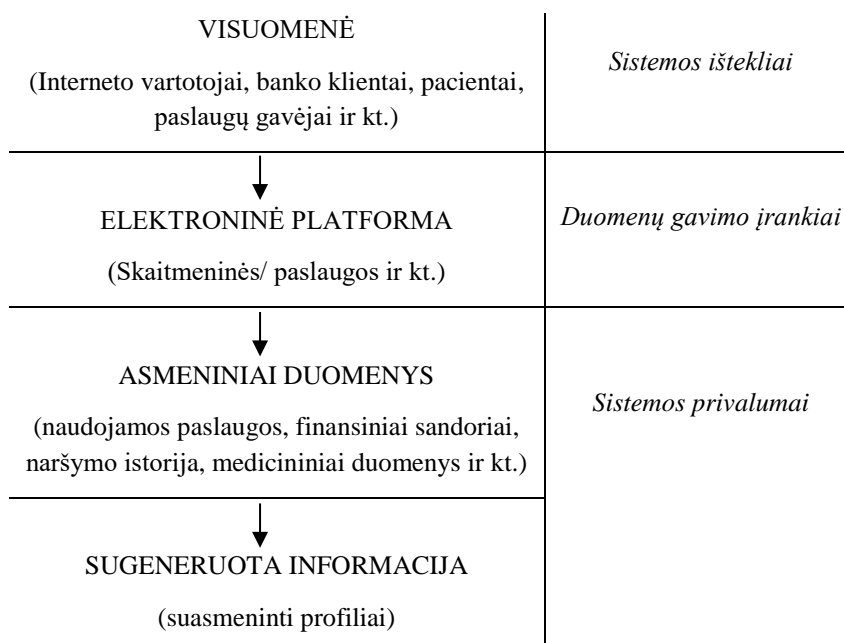 VISUOMENĖ
(Interneto vartotojai, banko klientai, pacientai,
paslaugų gavėjai ir kt.)
Sistemos ištekliai
ELEKTRONINĖ PLATFORMA
(Skaitmeninės/ paslaugos ir kt.)
Duomenų gavimo įrankiai
ASMENINIAI DUOMENYS
(naudojamos paslaugos, finansiniai sandoriai,
naršymo istorija, medicininiai duomenys ir kt.)
Sistemos privalumai
SUGENERUOTA INFORMACIJA
(suasmeninti profiliai)